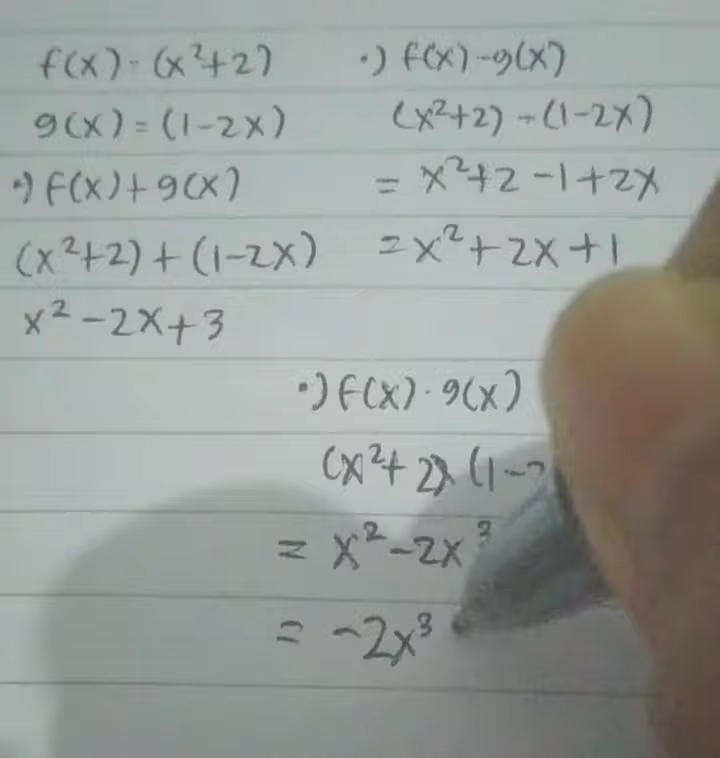 f(x) = (x²+2)
g(x) = (1-2x)
•) f(x)+g(x)
(x²+2) + (1-2x)
x² -2x+3
•) f(x)-g(x)
(x²+2) - (1-2x)
= x²+2 -1+2x
= x² + 2x +1
•) f(x) . g(x)
(x²+2) (1-
= x² -2x³
= -2x³